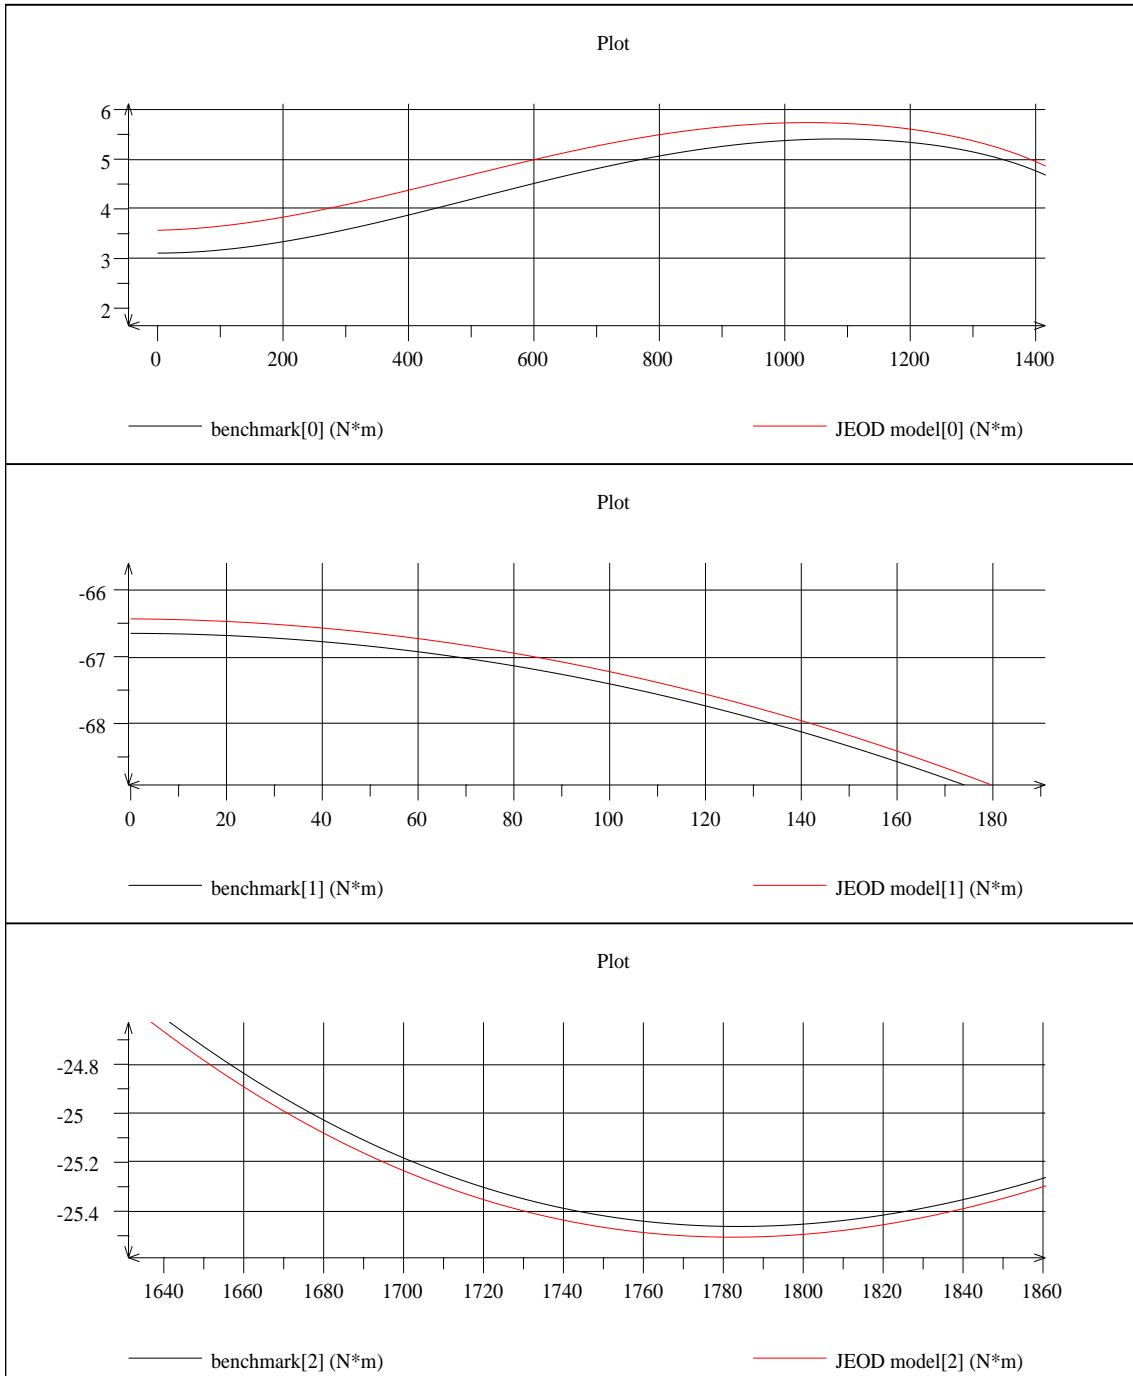 Plot
6
5
4
3
2
0 200 400 600 800 1000 1200 1400
benchmark[0] (N*m) JEOD model[0] (N*m)
Plot
-66
-67
-68
0 20 40 60 80 100 120 140 160 180
benchmark[1] (N*m) JEOD model[1] (N*m)
Plot
-24.8
-25
-25.2
-25.4
1640 1660 1680 1700 1720 1740 1760 1780 1800 1820 1840 1860
benchmark[2] (N*m) JEOD model[2] (N*m)